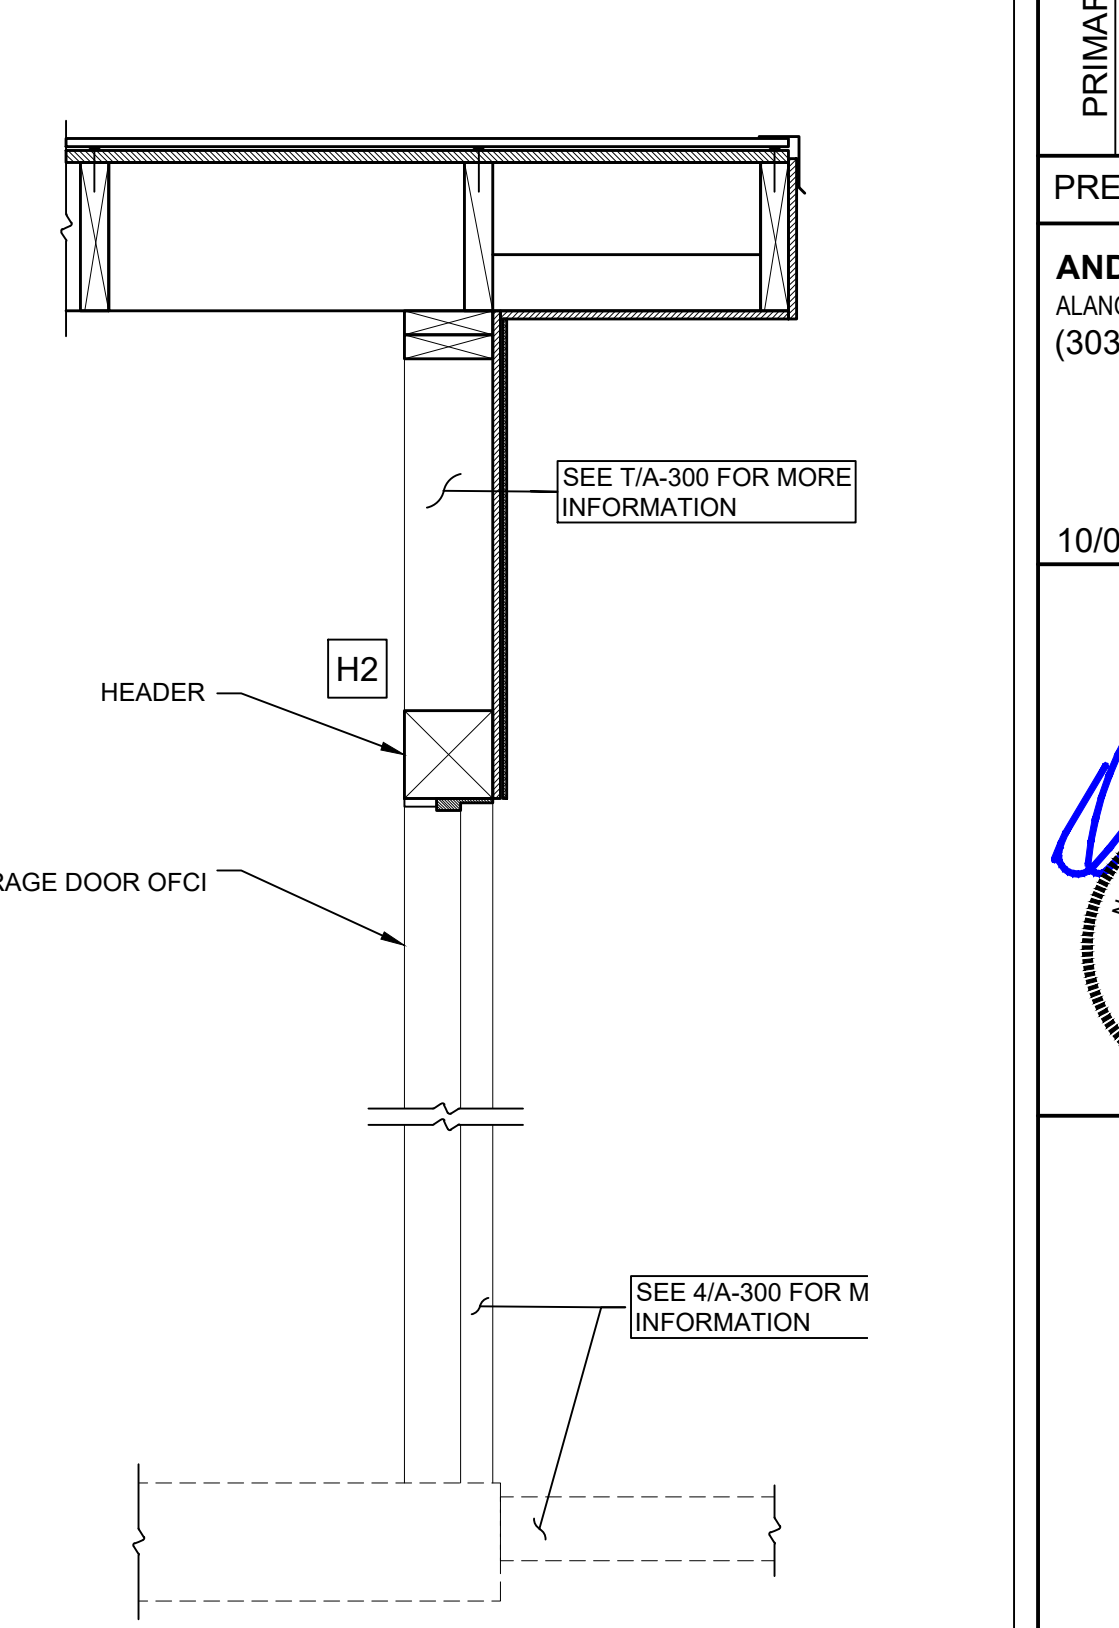 SEE T/A-300 FOR MORE
INFORMATION
H2
HEADER
RAGE DOOR OFCI
SEE 4/A-300 FOR M
INFORMATION
PRIMAR
PRE
AND
ALANC
(303
10/0